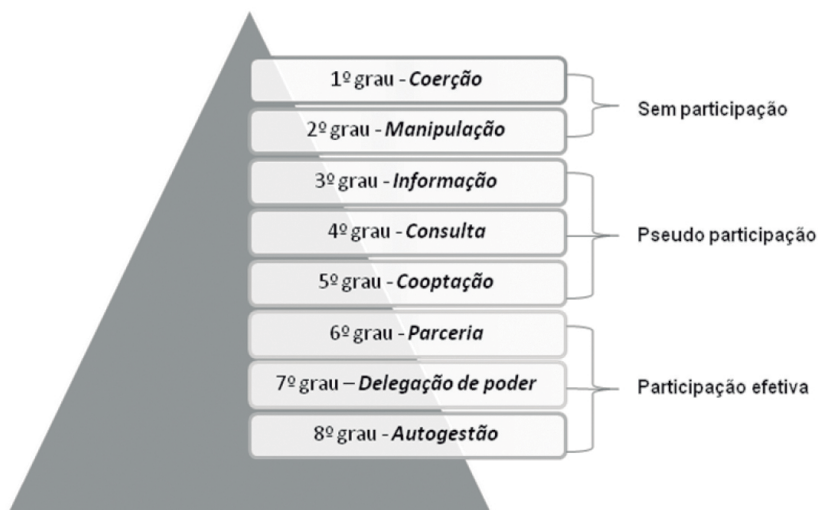 1º grau - Coerção
2º grau - Manipulação
Sem participação
3º grau - Informação
4º grau - Consulta
5º grau - Cooptação
Pseudo participação
6º grau - Parceria
7º grau – Delegação de poder
8º grau - Autogestão
Participação efetiva